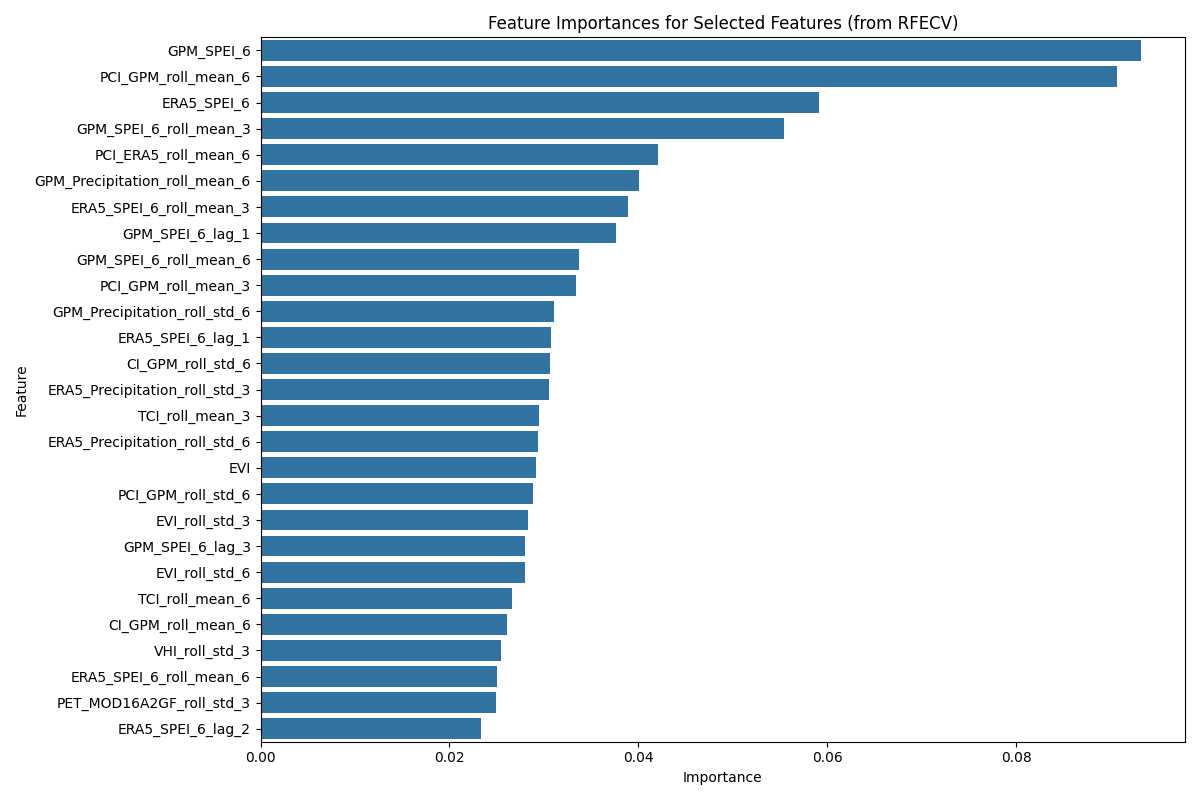 Feature Importances for Selected Features (from RFECV)
GPM_SPEI_6
PCI_GPM_roll_mean_6
ERA5_SPEI_6
GPM_SPEI_6_roll_mean_3
PCI_ERA5_roll_mean_6
GPM_Precipitation_roll_mean_6
ERA5_SPEI_6_roll_mean_3
GPM_SPEI_6_lag_1
GPM_SPEI_6_roll_mean_6
PCI_GPM_roll_mean_3
GPM_Precipitation_roll_std_6
ERA5_SPEI_6_lag_1
CI_GPM_roll_std_6
ERA5_Precipitation_roll_std_3
TCI_roll_mean_3
ERA5_Precipitation_roll_std_6
EVI
PCI_GPM_roll_std_6
EVI_roll_std_3
GPM_SPEI_6_lag_3
EVI_roll_std_6
TCI_roll_mean_6
CI_GPM_roll_mean_6
VHI_roll_std_3
ERA5_SPEI_6_roll_mean_6
PET_MOD16A2GF_roll_std_3
ERA5_SPEI_6_lag_2
Feature
0.00 0.02 0.04 0.06 0.08
Importance